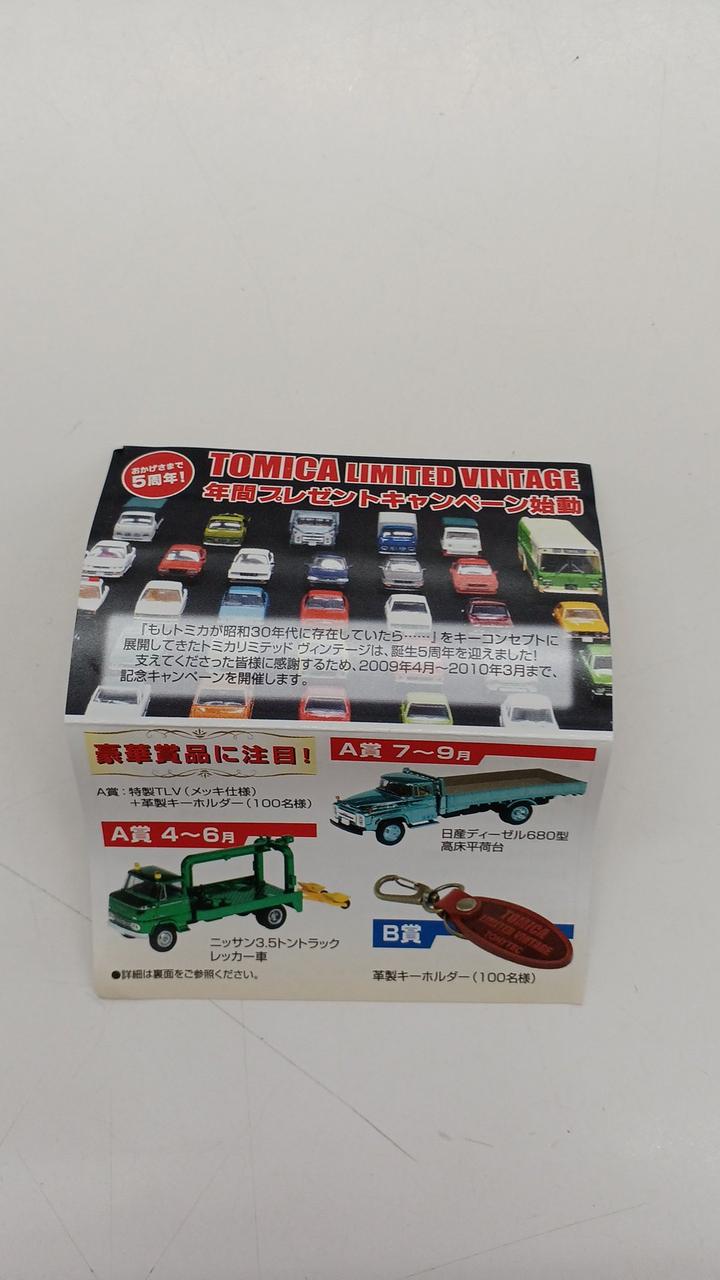 おかげさまで
5周年!
TOMICA LIMITED VINTAGE
年間プレゼントキャンペーン始動
「もしトミカが昭和30年代に存在していたら……」をキーコンセプトに
展開してきたトミカリミテッド ヴィンテージは、誕生5周年を迎えました!
支えてくださった皆様に感謝するため、2009年4月〜2010年3月まで、
記念キャンペーンを開催します。
豪華賞品に注目!
A賞：特製TLV（メッキ仕様）
+革製キーホルダー（100名様）
A賞 7〜9月
日産ディーゼル680型
高床平荷台
A賞 4〜6月
ニッサン3.5トントラック
レッカー車
●詳細は裏面をご参照ください。
B賞
TOMICA
LIMITED VINTAGE
TOMYTEC
革製キーホルダー（100名様）